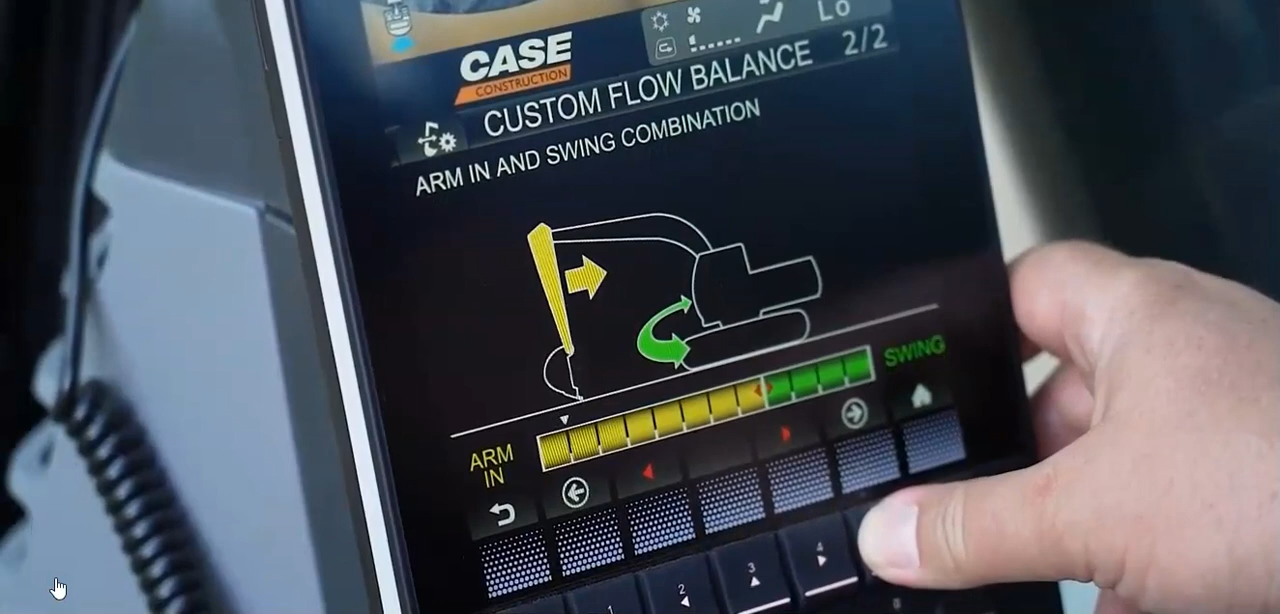 Lo
CASE
CONSTRUCTION
CUSTOM FLOW BALANCE 2/2
ARM IN AND SWING COMBINATION
SWING
ARM
IN
1
2
3
4